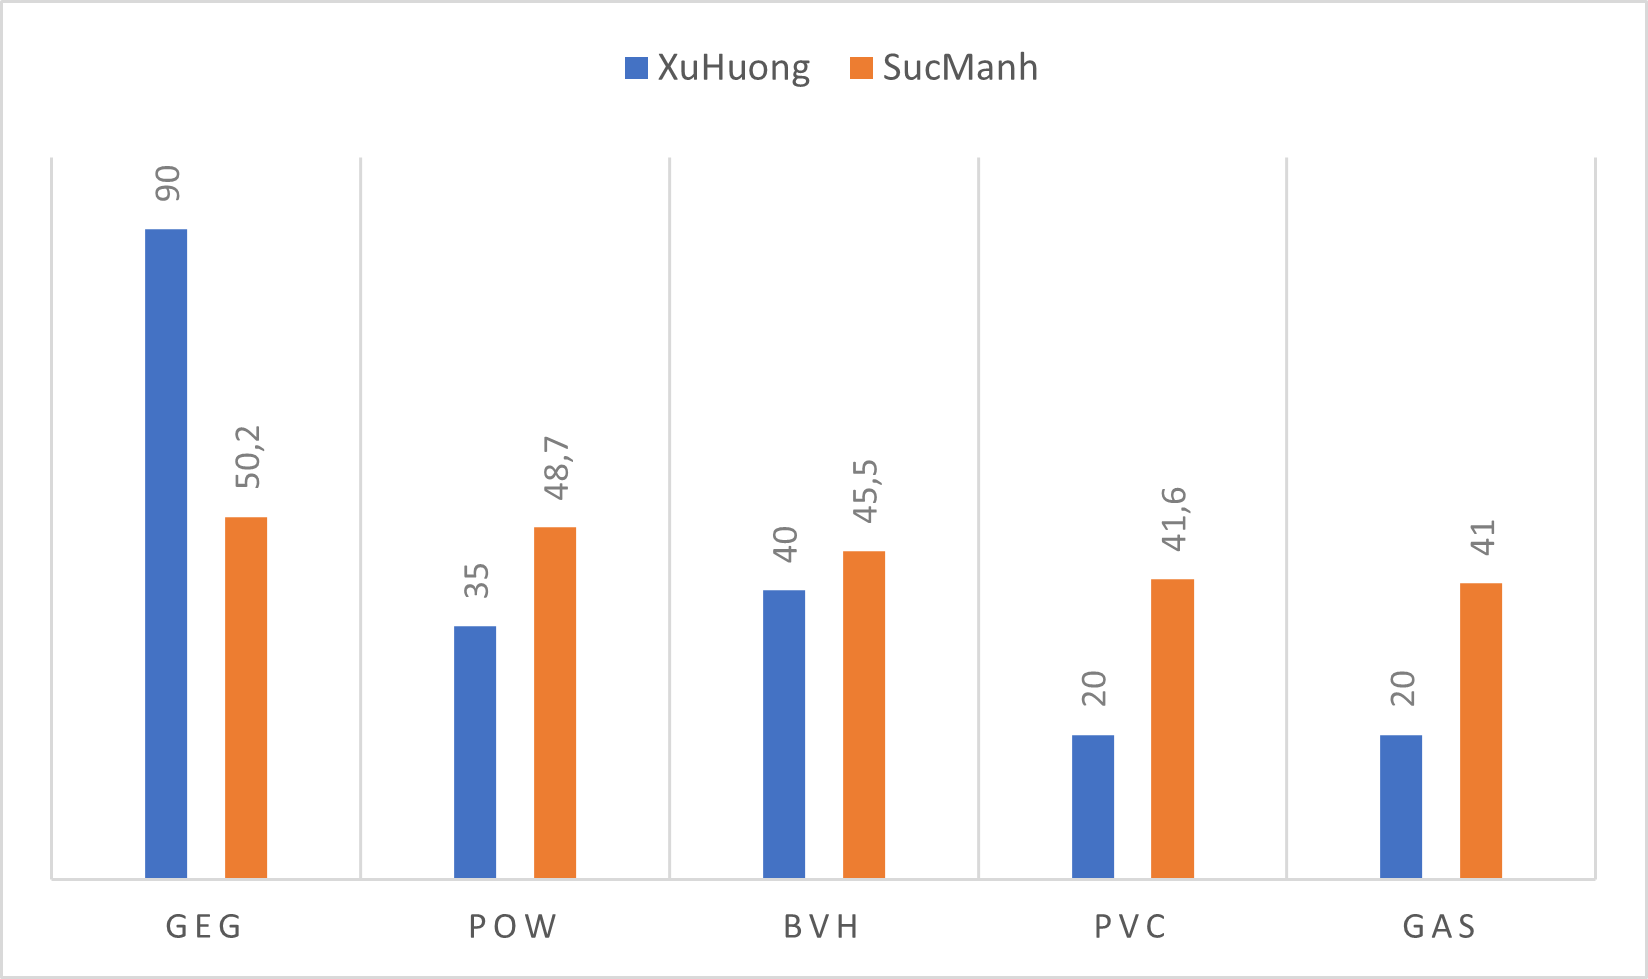 XuHuong SucManh
90 50,2 35 48,7 40 45,5 20 41,6 20 41
GEG POW BVH PVC GAS